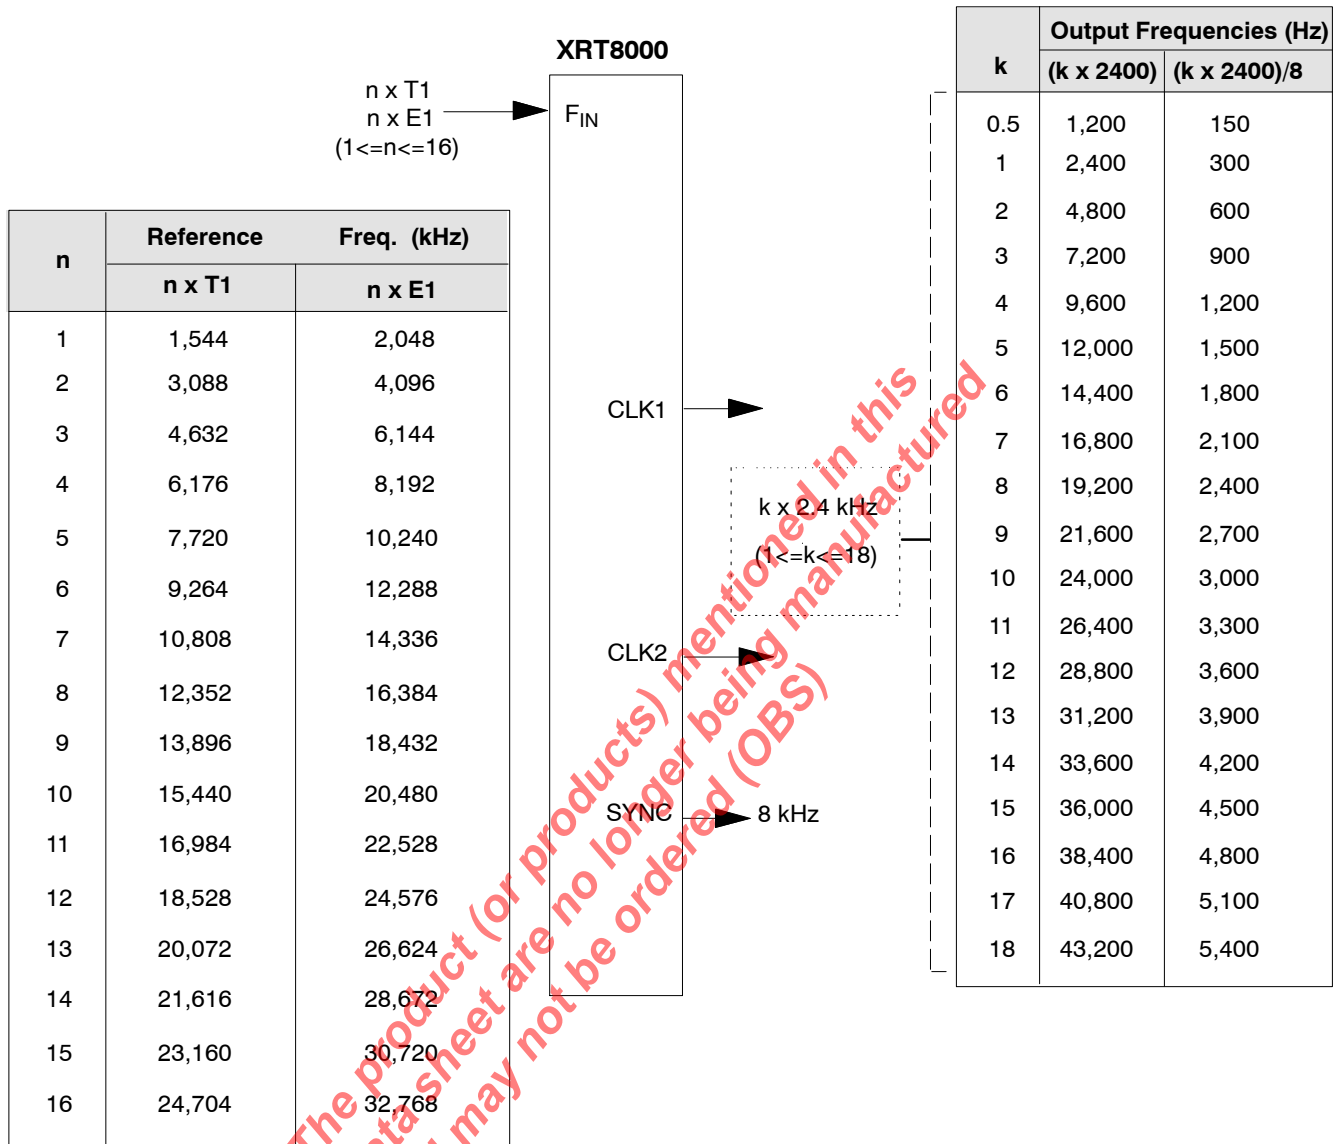 XRT8000
n x T1
n x E1
(1<=n<=16)
FIN
CLK1
k x 2.4 kHz
(1<=k<=18)
CLK2
SYNC
8 kHz
n Reference Freq. (kHz)
n x T1 n x E1
1 1,544 2,048
2 3,088 4,096
3 4,632 6,144
4 6,176 8,192
5 7,720 10,240
6 9,264 12,288
7 10,808 14,336
8 12,352 16,384
9 13,896 18,432
10 15,440 20,480
11 16,984 22,528
12 18,528 24,576
13 20,072 26,624
14 21,616 28,672
15 23,160 30,720
16 24,704 32,768
k Output Frequencies (Hz)
(k x 2400) (k x 2400)/8
0.5 1,200 150
1 2,400 300
2 4,800 600
3 7,200 900
4 9,600 1,200
5 12,000 1,500
6 14,400 1,800
7 16,800 2,100
8 19,200 2,400
9 21,600 2,700
10 24,000 3,000
11 26,400 3,300
12 28,800 3,600
13 31,200 3,900
14 33,600 4,200
15 36,000 4,500
16 38,400 4,800
17 40,800 5,100
18 43,200 5,400
The product (or products) mentioned in this
sheet are no longer being manufactured
may not be ordered (OBS)